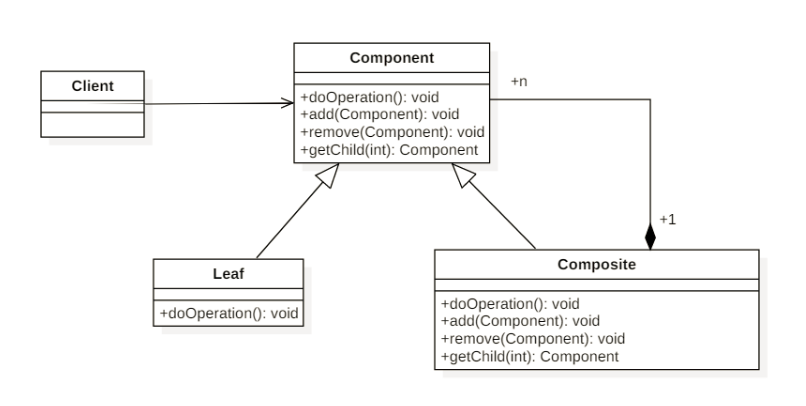 Client
Component
+doOperation(): void
+add(Component): void
+remove(Component): void
+getChild(int): Component
+n
+1
Leaf
+doOperation(): void
Composite
+doOperation(): void
+add(Component): void
+remove(Component): void
+getChild(int): Component